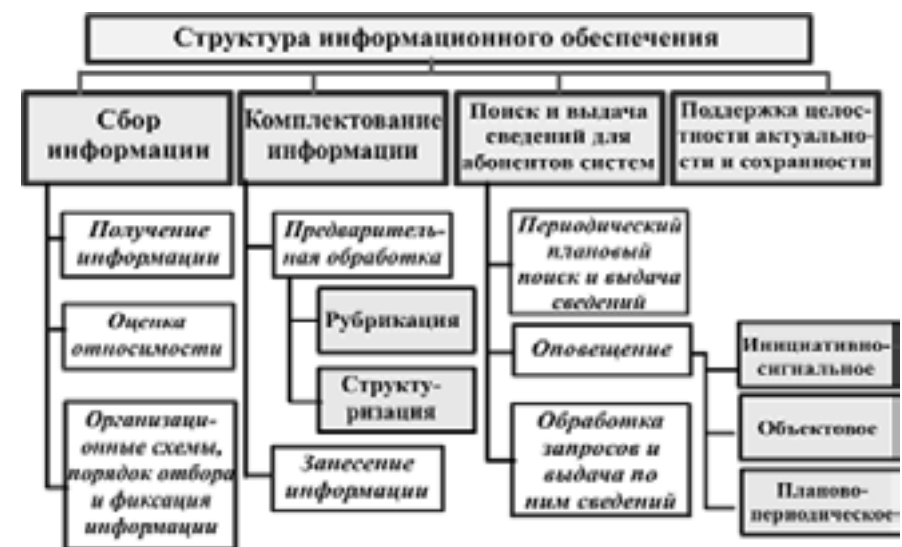 Структура информационного обеспечения
Сбор
информации
Комплектование
информации
Поиск и выдача
сведений для
абонентов систем
Поддержка целос-
тности актуально-
сти и сохранности
Получение
информации
Оценка
относимости
Организаци-
онные схемы,
порядок отбора
и фиксация
информации
Предваритель-
ная обработка
Рубрикация
Структу-
ризация
Занесение
информации
Периодический
плановый
поиск и выдача
сведений
Оповещение
Инициативно-
сигнальное
Объектовое
Планово-
периодическое
Обработка
запросов и
выдача по
ним сведений